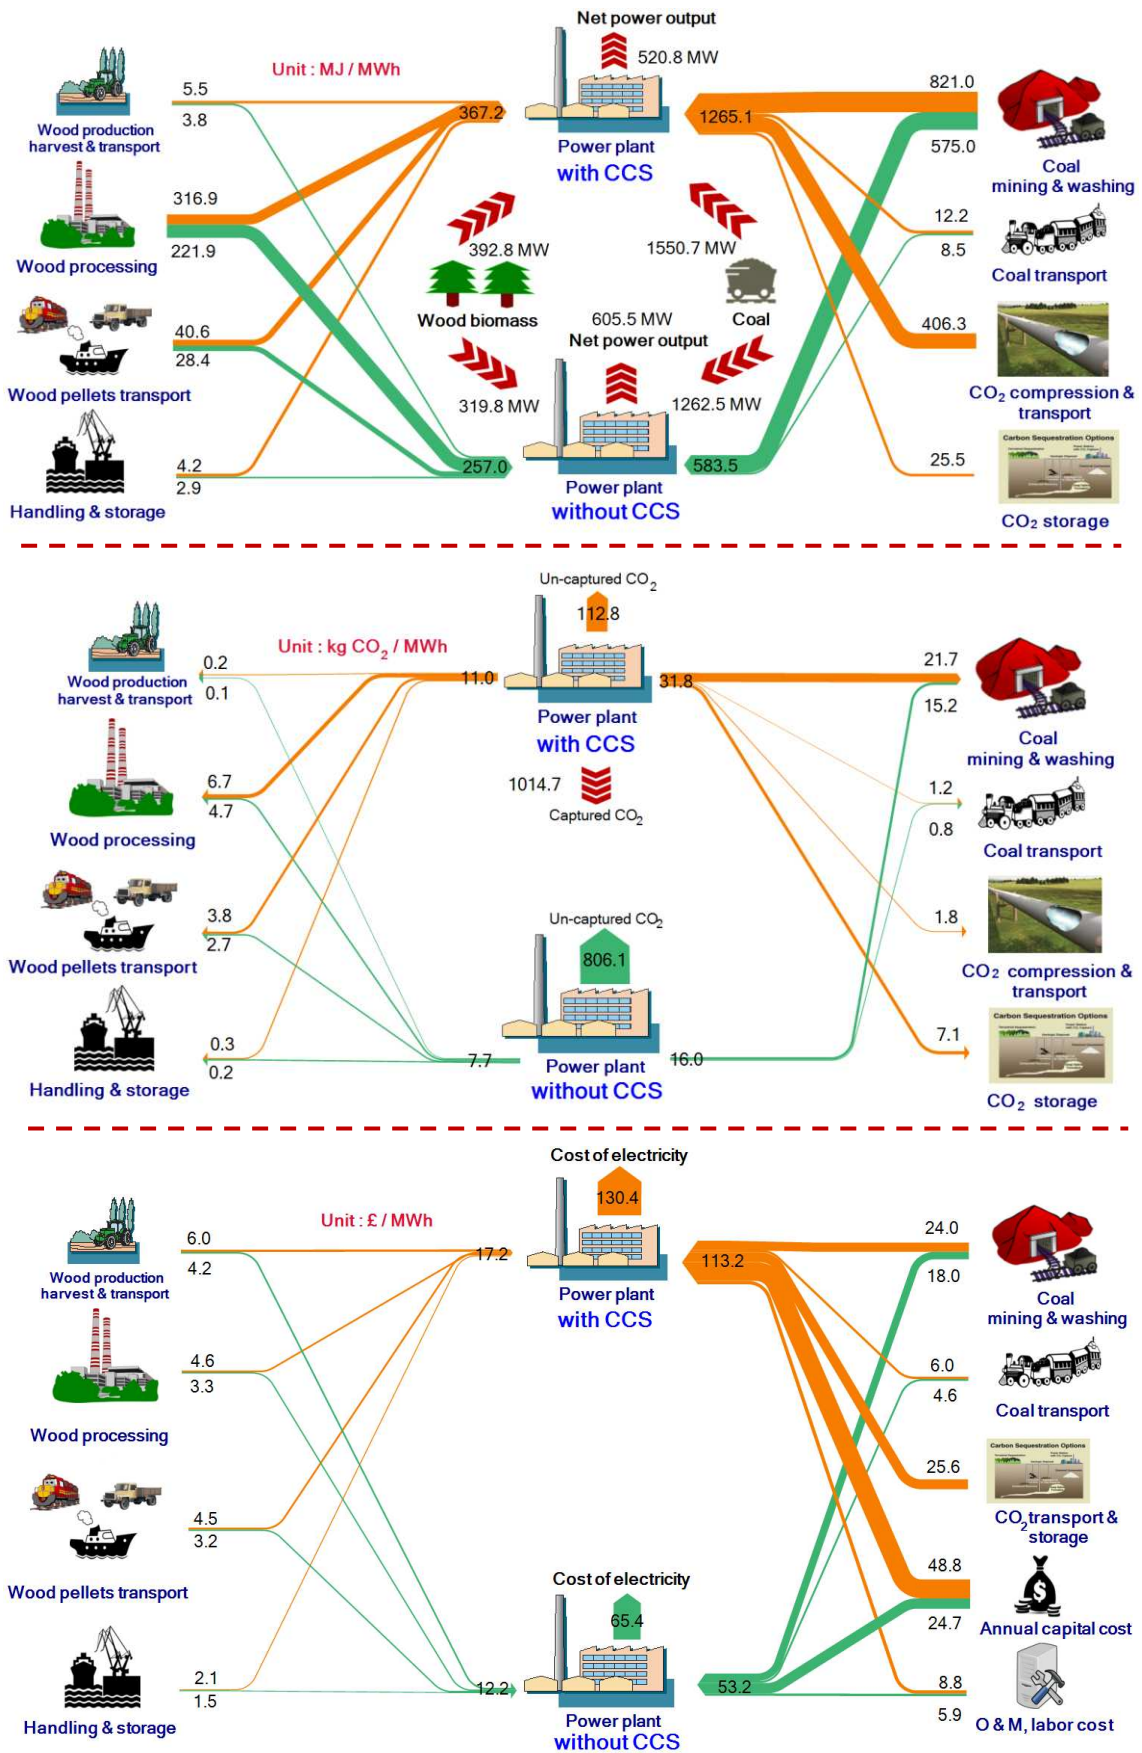 Net power output
520.8 MW
Unit : MJ / MWh
5.5
3.8
Wood production
harvest & transport
367.2
Power plant
with CCS
1265.1
821.0
575.0
Coal
mining & washing
316.9
221.9
Wood processing
392.8 MW
1550.7 MW
12.2
8.5
Coal transport
Wood biomass
605.5 MW
Net power output
Coal
40.6
28.4
Wood pellets transport
406.3
CO2 compression &
transport
319.8 MW
1262.5 MW
4.2
2.9
Handling & storage
257.0
Power plant
without CCS
583.5
25.5
Carbon Sequestration Options
CO2 storage
Un-captured CO2
112.8
Unit : kg CO2 / MWh
0.2
0.1
Wood production
harvest & transport
11.0
Power plant
with CCS
31.8
21.7
15.2
Coal
mining & washing
1014.7
Captured CO2
6.7
4.7
Wood processing
1.2
0.8
Coal transport
3.8
2.7
Wood pellets transport
Un-captured CO2
806.1
1.8
CO2 compression &
transport
0.3
0.2
Handling & storage
7.7
Power plant
without CCS
16.0
7.1
Carbon Sequestration Options
CO2 storage
Cost of electricity
130.4
Unit : £ / MWh
6.0
4.2
Wood production
harvest & transport
17.2
Power plant
with CCS
113.2
24.0
18.0
Coal
mining & washing
4.6
3.3
Wood processing
6.0
4.6
Coal transport
25.6
Carbon Sequestration Options
CO2 transport &
storage
4.5
3.2
Wood pellets transport
Cost of electricity
65.4
48.8
24.7
$
Annual capital cost
2.1
1.5
Handling & storage
12.2
Power plant
without CCS
53.2
8.8
5.9
O & M, labor cost